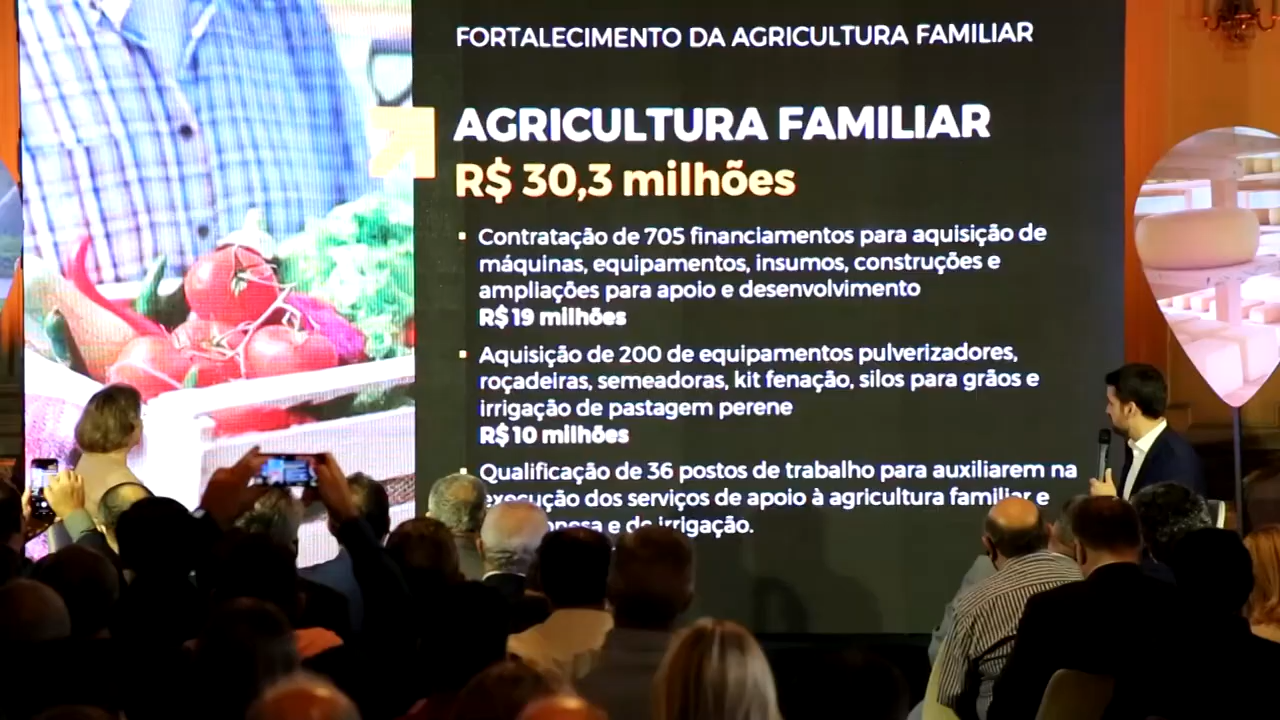 FORTALECIMENTO DA AGRICULTURA FAMILIAR
AGRICULTURA FAMILIAR
R$ 30,3 milhões
Contratação de 705 financiamentos para aquisição de
máquinas, equipamentos, insumos, construções e
ampliações para apoio e desenvolvimento
R$ 19 milhões
Aquisição de 200 de equipamentos pulverizadores,
roçadeiras, semeadoras, kit fenação, silos para grãos e
irrigação de pastagem perene
R$ 10 milhões
Qualificação de 36 postos de trabalho para auxiliarem na
execução dos serviços de apoio à agricultura familiar e
e de irrigação.